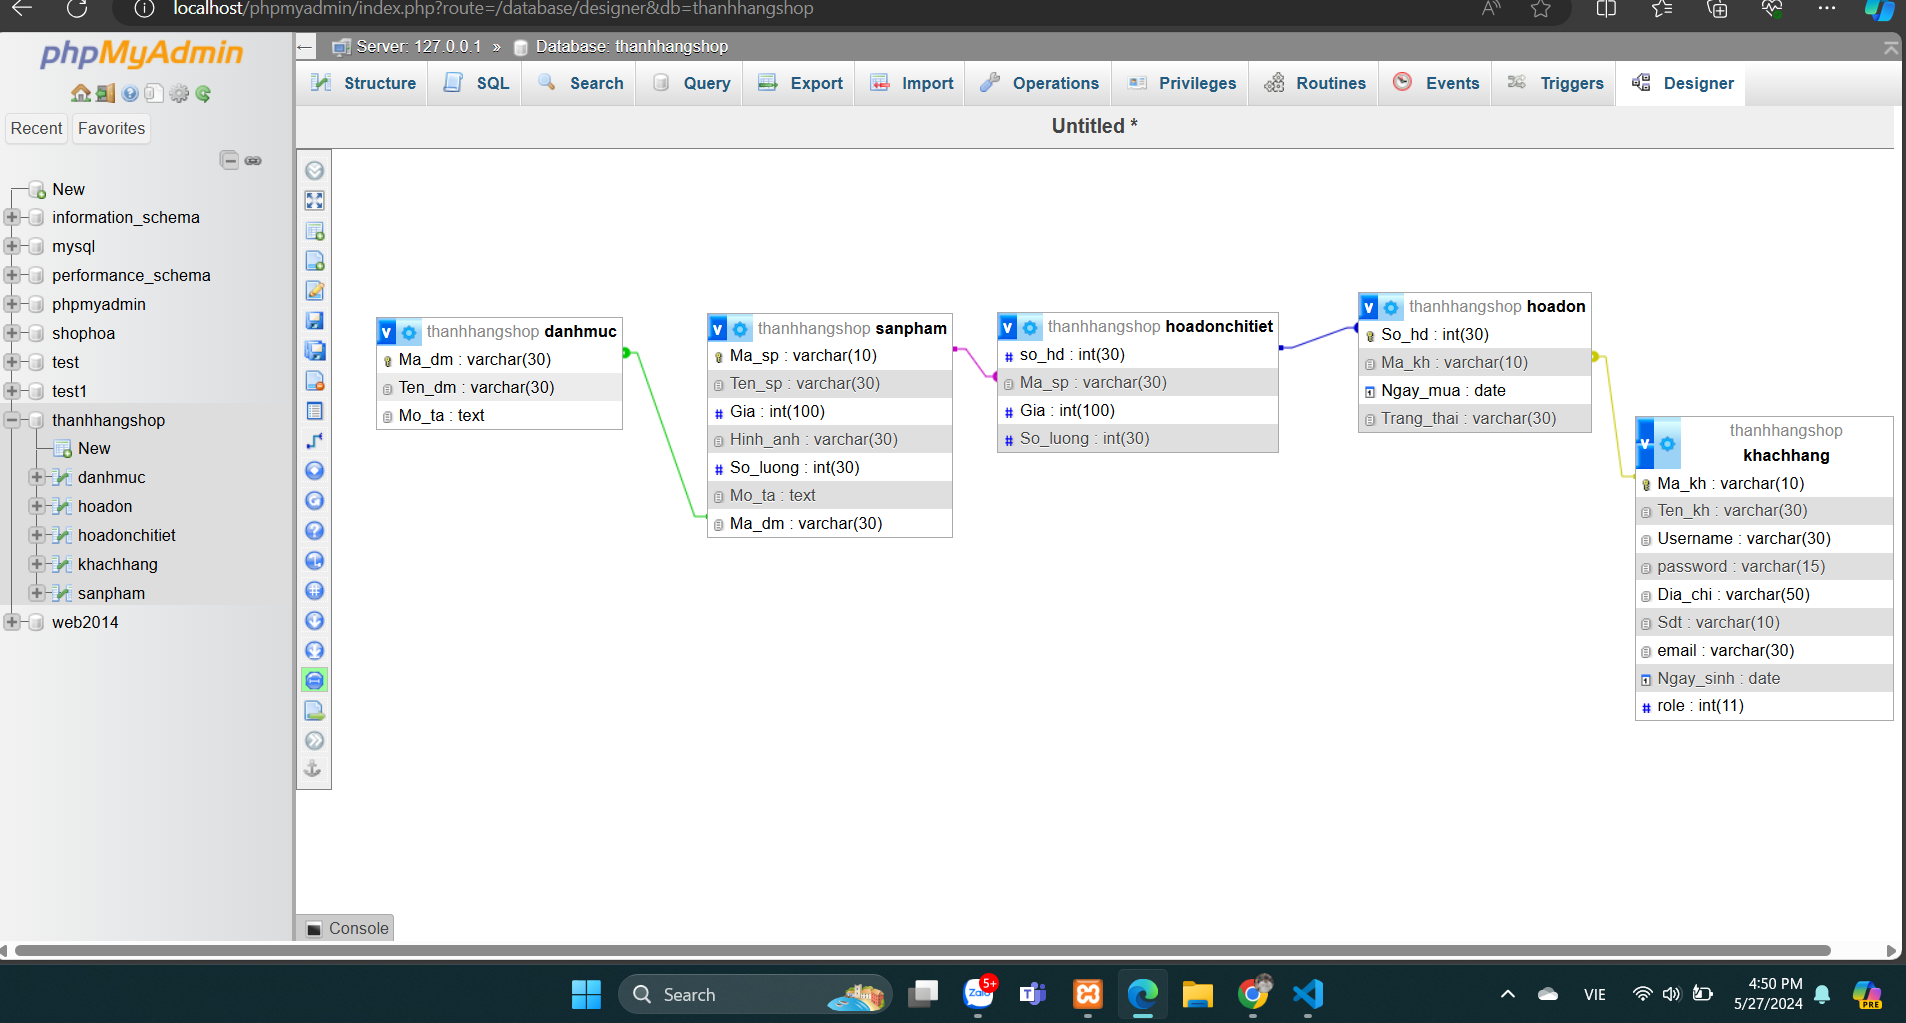 localhost/phpmyadmin/index.php?route=/database/designer&db=thanhhangshop
phpMyAdmin
Recent
Favorites
New
information_schema
mysql
performance_schema
phpmyadmin
shophoa
test
test1
thanhhangshop
New
danhmuc
hoadon
hoadonchitiet
khachhang
sanpham
web2014
Server: 127.0.0.1 » Database: thanhhangshop
Structure
SQL
Search
Query
Export
Import
Operations
Privileges
Routines
Events
Triggers
Designer
Untitled *
v thanhhangshop danhmuc
Ma_dm : varchar(30)
Ten_dm : varchar(30)
Mo_ta : text
v thanhhangshop sanpham
Ma_sp : varchar(10)
Ten_sp : varchar(30)
# Gia : int(100)
Hinh_anh : varchar(30)
# So_luong : int(30)
Mo_ta : text
Ma_dm : varchar(30)
v thanhhangshop hoadonchitiet
# so_hd : int(30)
Ma_sp : varchar(30)
# Gia : int(100)
# So_luong : int(30)
v thanhhangshop hoadon
So_hd : int(30)
Ma_kh : varchar(10)
Ngay_mua : date
Trang_thai : varchar(30)
v thanhhangshop
khachhang
Ma_kh : varchar(10)
Ten_kh : varchar(30)
Username : varchar(30)
password : varchar(15)
Dia_chi : varchar(50)
Sdt : varchar(10)
email : varchar(30)
Ngay_sinh : date
# role : int(11)
Console
Search
Zalo
5+
VIE
4:50 PM
5/27/2024
PRE